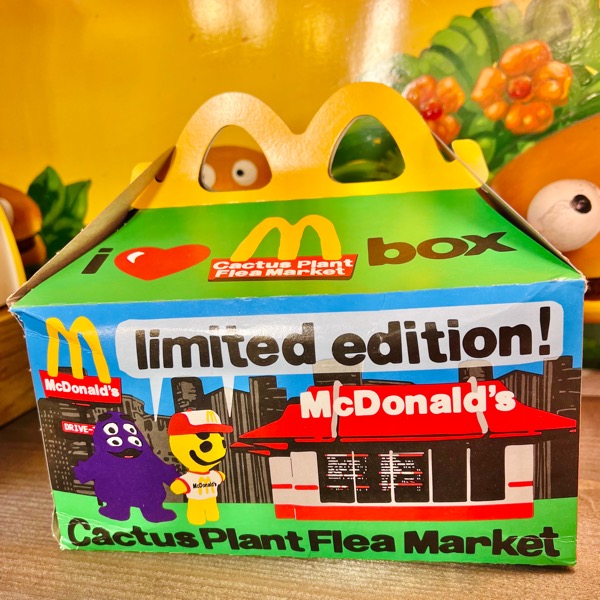 i
Cactus Plant
Flea Market
box
limited edition!
McDonald's
McDonald's
DRIVE-
McDonald's
Cactus Plant Flea Market